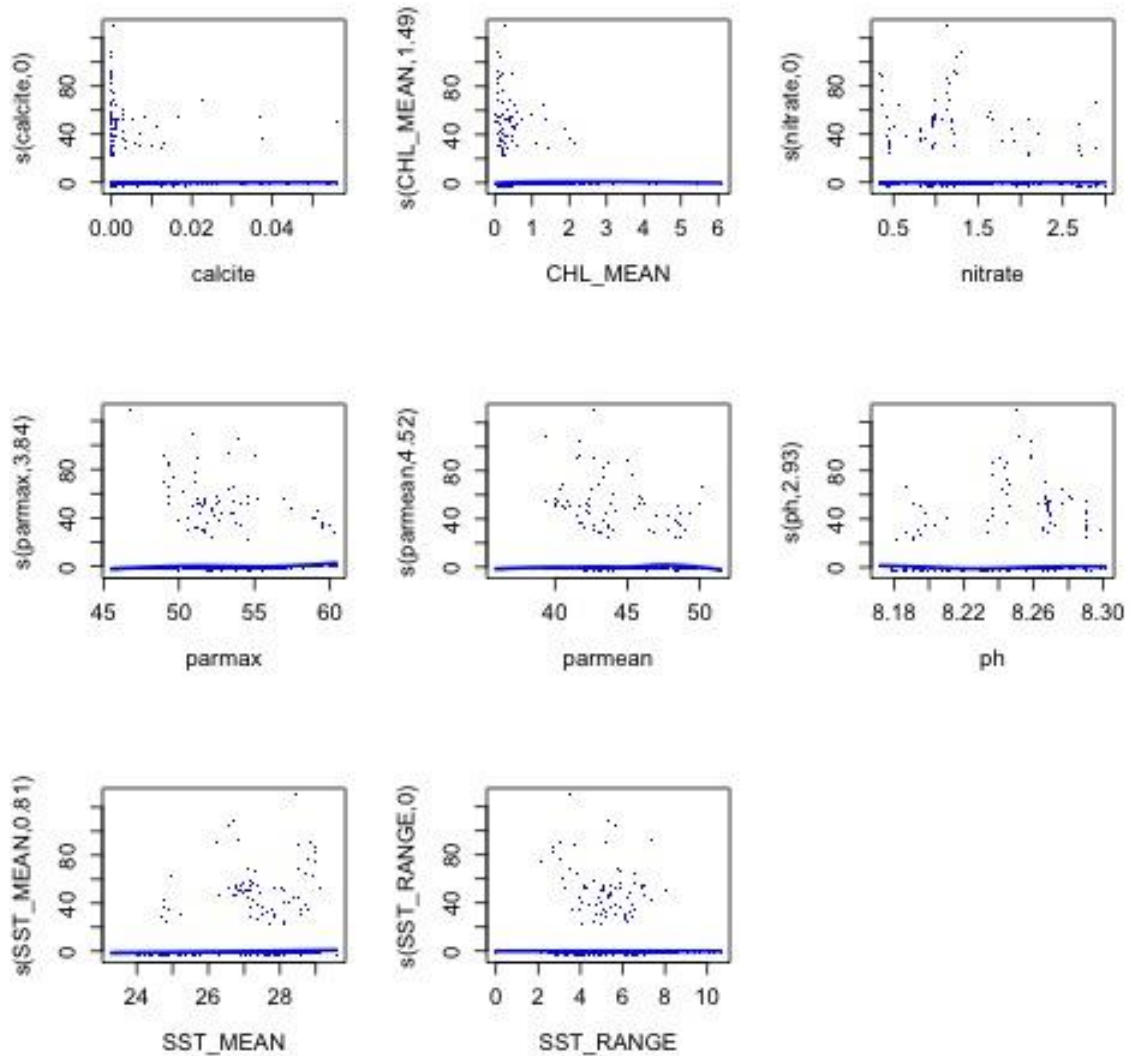 s(calcite,0)
80
40
0
0.00 0.02 0.04
calcite
s(CHL_MEAN,1.49)
80
40
0
0 1 2 3 4 5 6
CHL_MEAN
s(nitrate,0)
80
40
0
0.5 1.5 2.5
nitrate
s(parmax,3.84)
80
40
0
45 50 55 60
parmax
s(parmean,4.52)
80
40
0
40 45 50
parmean
s(ph,2.93)
80
40
0
8.18 8.22 8.26 8.30
ph
s(SST_MEAN,0.81)
80
40
0
24 26 28
SST_MEAN
s(SST_RANGE,0)
80
40
0
0 2 4 6 8 10
SST_RANGE